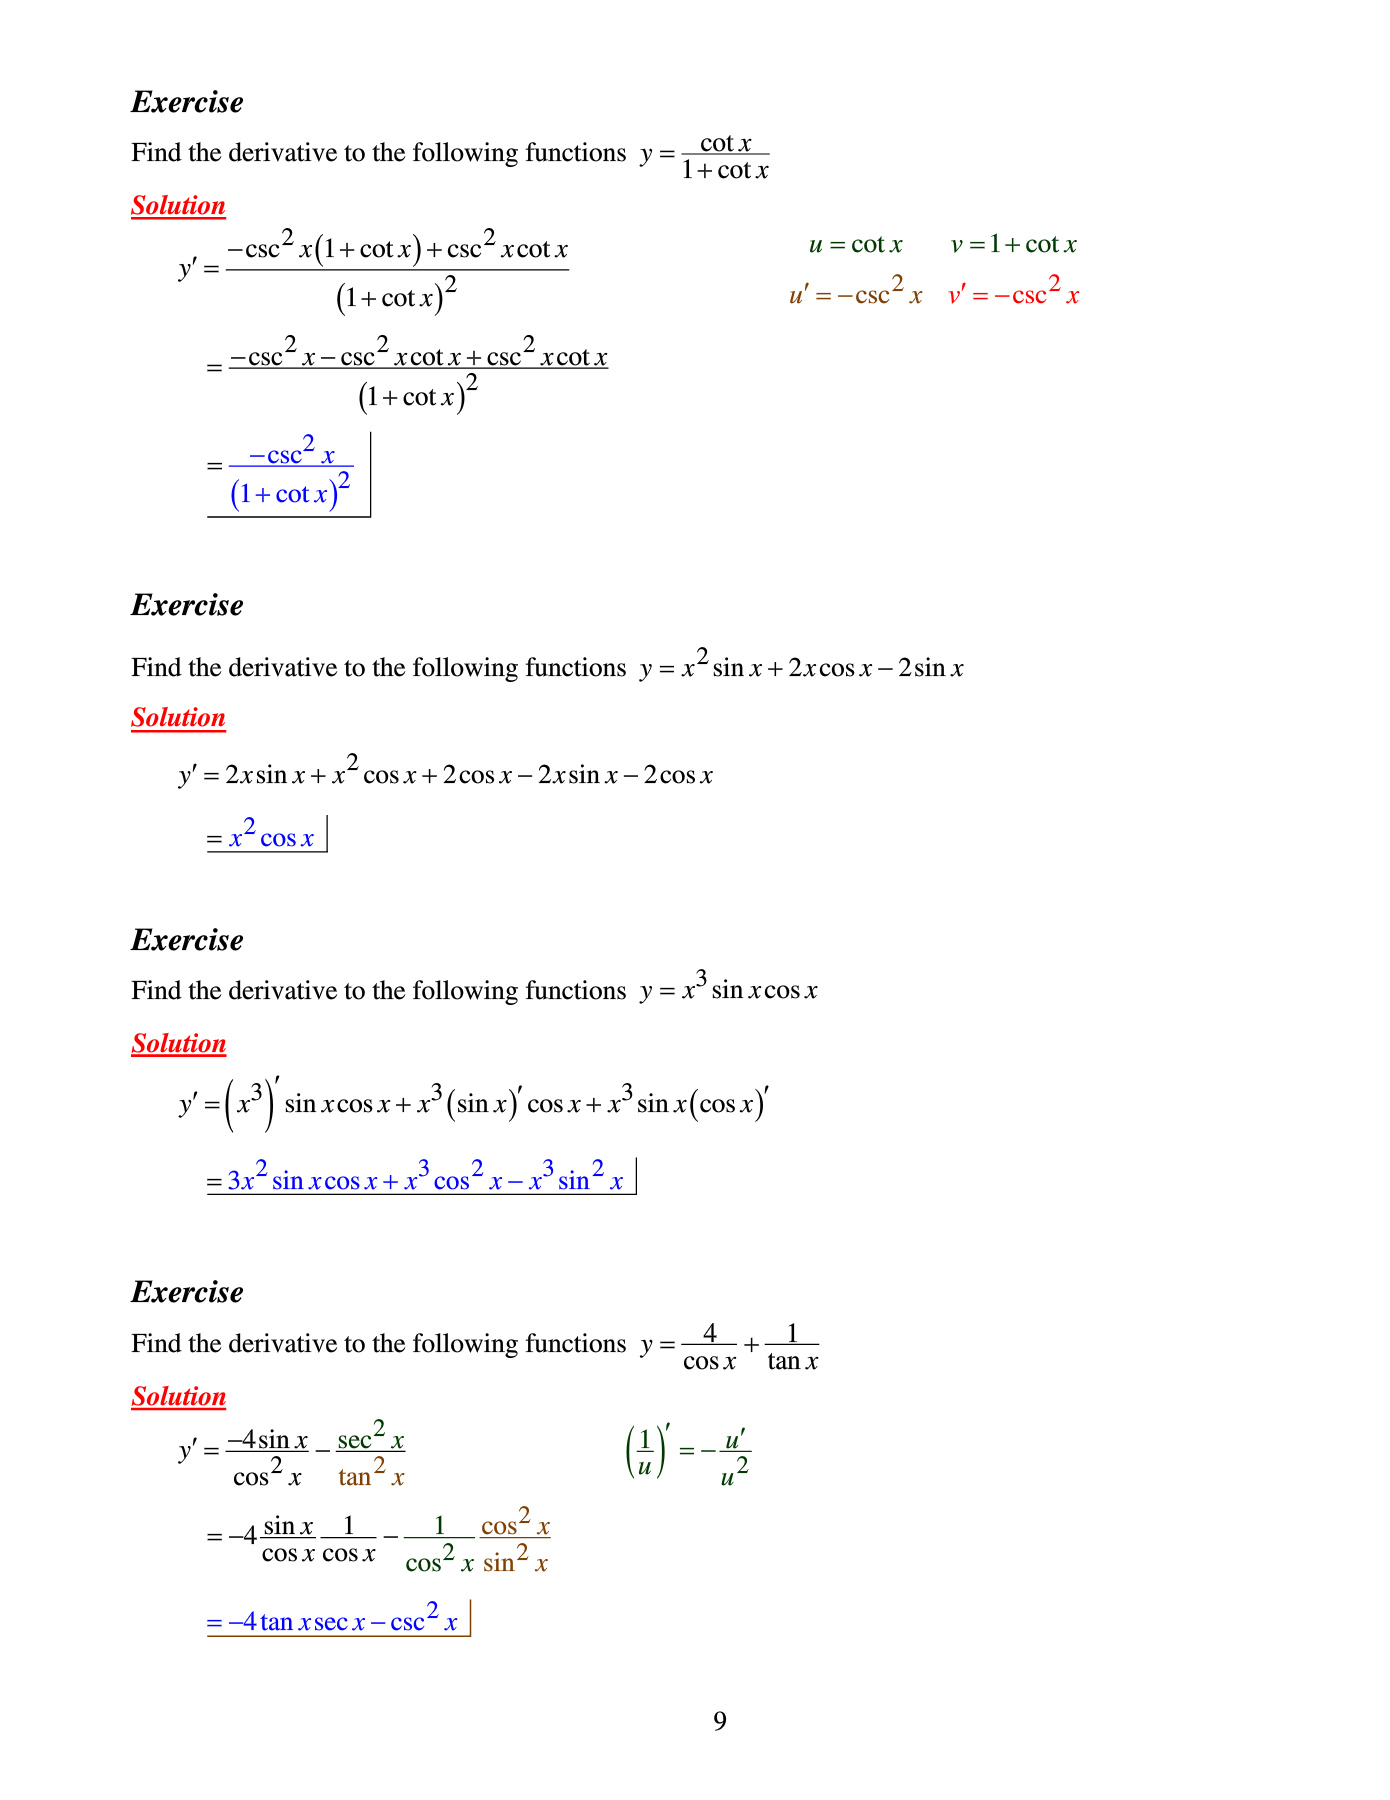 Exercise
Find the derivative to the following functions y = \frac{\cot x}{1 + \cot x}
Solution
y' = \frac{-\csc^2 x (1 + \cot x) + \csc^2 x \cot x}{(1 + \cot x)^2} u = \cot x v = 1 + \cot x
u' = -\csc^2 x v' = -\csc^2 x
= \frac{-\csc^2 x - \csc^2 x \cot x + \csc^2 x \cot x}{(1 + \cot x)^2}
= \frac{-\csc^2 x}{(1 + \cot x)^2}
Exercise
Find the derivative to the following functions y = x^2 \sin x + 2x \cos x - 2 \sin x
Solution
y' = 2x \sin x + x^2 \cos x + 2 \cos x - 2x \sin x - 2 \cos x
= x^2 \cos x
Exercise
Find the derivative to the following functions y = x^3 \sin x \cos x
Solution
y' = (x^3)' \sin x \cos x + x^3 (\sin x)' \cos x + x^3 \sin x (\cos x)'
= 3x^2 \sin x \cos x + x^3 \cos^2 x - x^3 \sin^2 x
Exercise
Find the derivative to the following functions y = \frac{4}{\cos x} + \frac{1}{\tan x}
Solution
y' = \frac{-4 \sin x}{\cos^2 x} - \frac{\sec^2 x}{\tan^2 x} (\frac{1}{u})' = -\frac{u'}{u^2}
= -4 \frac{\sin x}{\cos x} \frac{1}{\cos x} - \frac{1}{\cos^2 x} \frac{\cos^2 x}{\sin^2 x}
= -4 \tan x \sec x - \csc^2 x
9